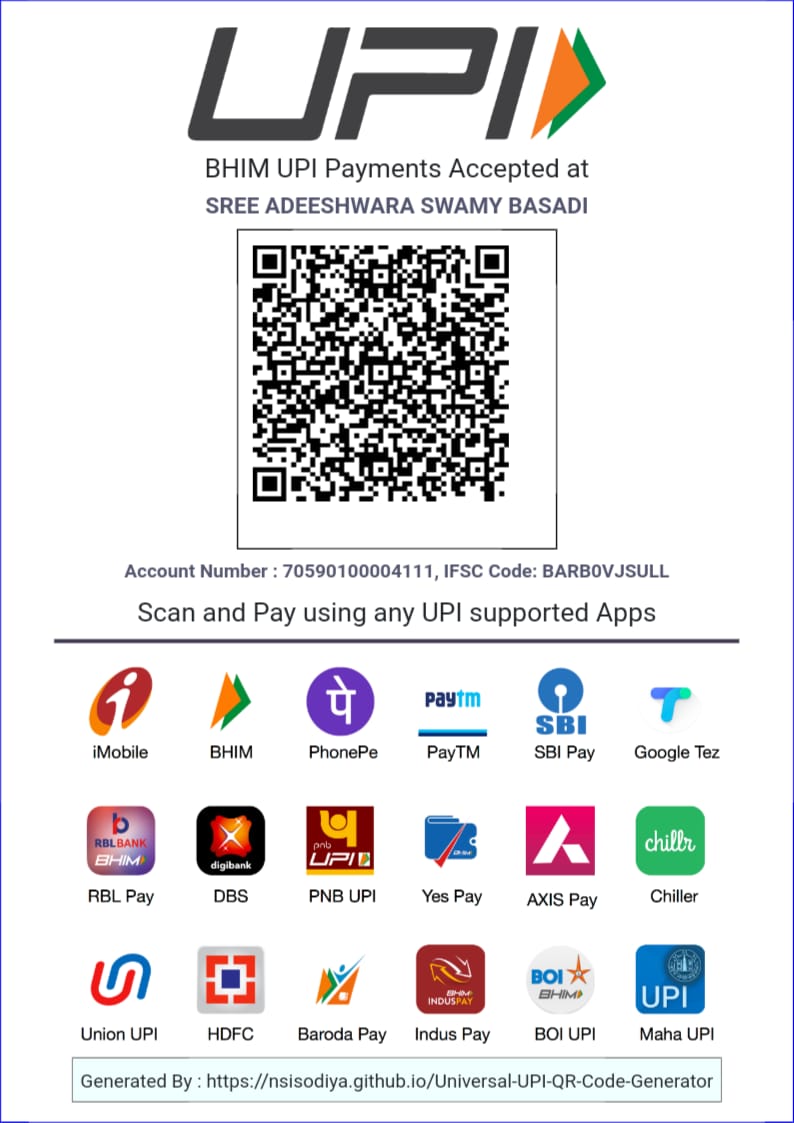 UPI
BHIM UPI Payments Accepted at
SREE ADEESHWARA SWAMY BASADI
Account Number : 70590100004111, IFSC Code: BARB0VJSULL
Scan and Pay using any UPI supported Apps
i पे paytm SBI
iMobile BHIM PhonePe PayTM SBI Pay Google Tez
RBLBANK BHIM digibank pnb UPI BHIM chillr
RBL Pay DBS PNB UPI Yes Pay AXIS Pay Chiller
BHIM INDUSPAY BOI BHIM UPI
Union UPI HDFC Baroda Pay Indus Pay BOI UPI Maha UPI
Generated By : https://nsisodiya.github.io/Universal-UPI-QR-Code-Generator